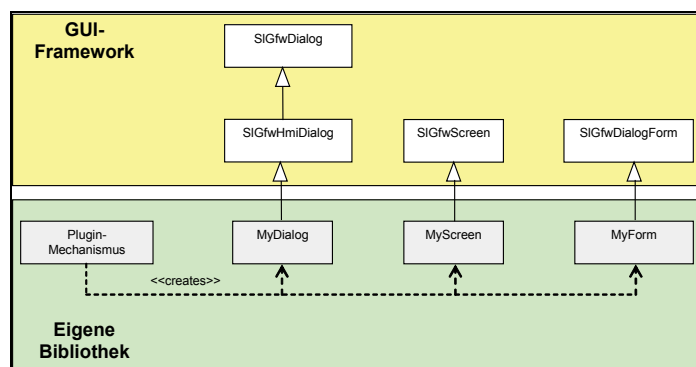 GUI-
Framework
SlGfwDialog
SlGfwHmiDialog
SlGfwScreen
SlGfwDialogForm
Plugin-
Mechanismus
MyDialog
MyScreen
MyForm
<<creates>>
Eigene
Bibliothek